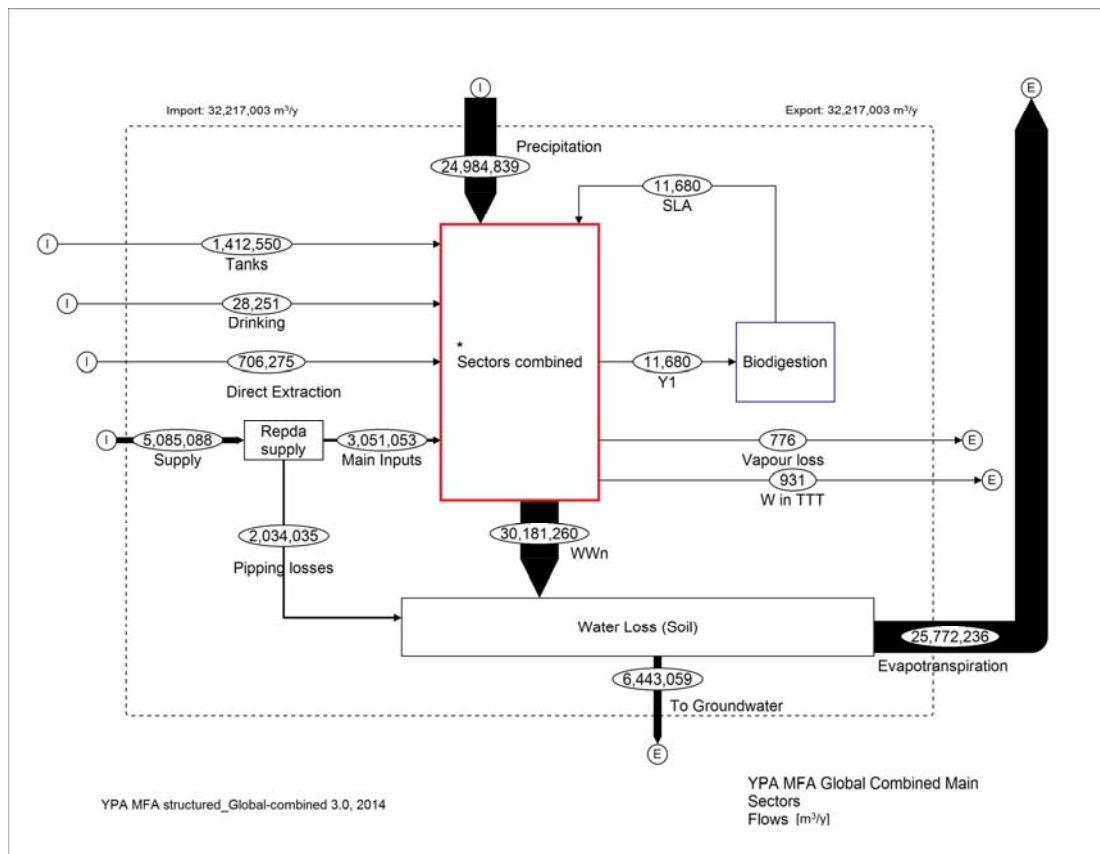 Import: 32,217,003 m³/y
I
Export: 32,217,003 m³/y
E
Precipitation
24,984,839
11,680
SLA
I
1,412,550
Tanks
I
28,251
Drinking
I
706,275
Direct Extraction
*
Sectors combined
11,680
Y1
Biodigestion
I
5,085,088
Supply
Repda
supply
3,051,053
Main Inputs
776
Vapour loss
E
931
W in TTT
E
2,034,035
Pipping losses
30,181,260
WWn
Water Loss (Soil)
25,772,236
Evapotranspiration
6,443,059
To Groundwater
E
YPA MFA structured_Global-combined 3.0, 2014
YPA MFA Global Combined Main
Sectors
Flows [m³/y]